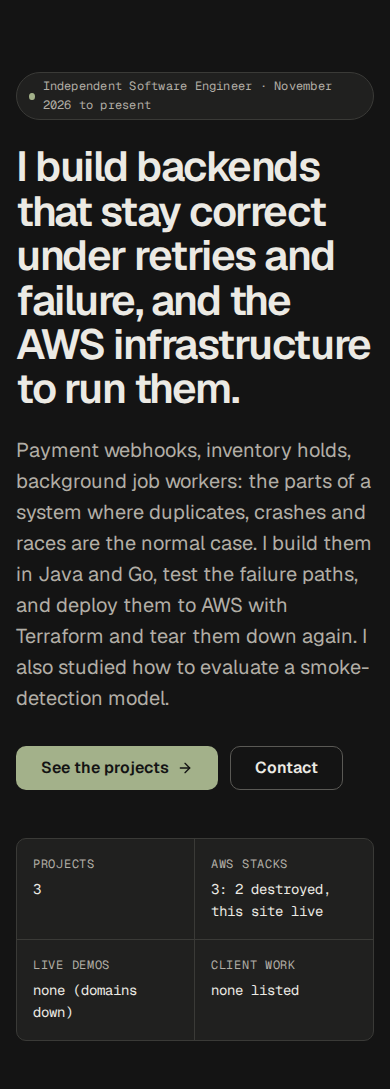 Independent Software Engineer · November
2026 to present
I build backends
that stay correct
under retries and
failure, and the
AWS infrastructure
to run them.
Payment webhooks, inventory holds,
background job workers: the parts of a
system where duplicates, crashes and
races are the normal case. I build them
in Java and Go, test the failure paths,
and deploy them to AWS with
Terraform and tear them down again. I
also studied how to evaluate a smoke-
detection model.
See the projects →
Contact
PROJECTS
3
AWS STACKS
3: 2 destroyed,
this site live
LIVE DEMOS
none (domains
down)
CLIENT WORK
none listed